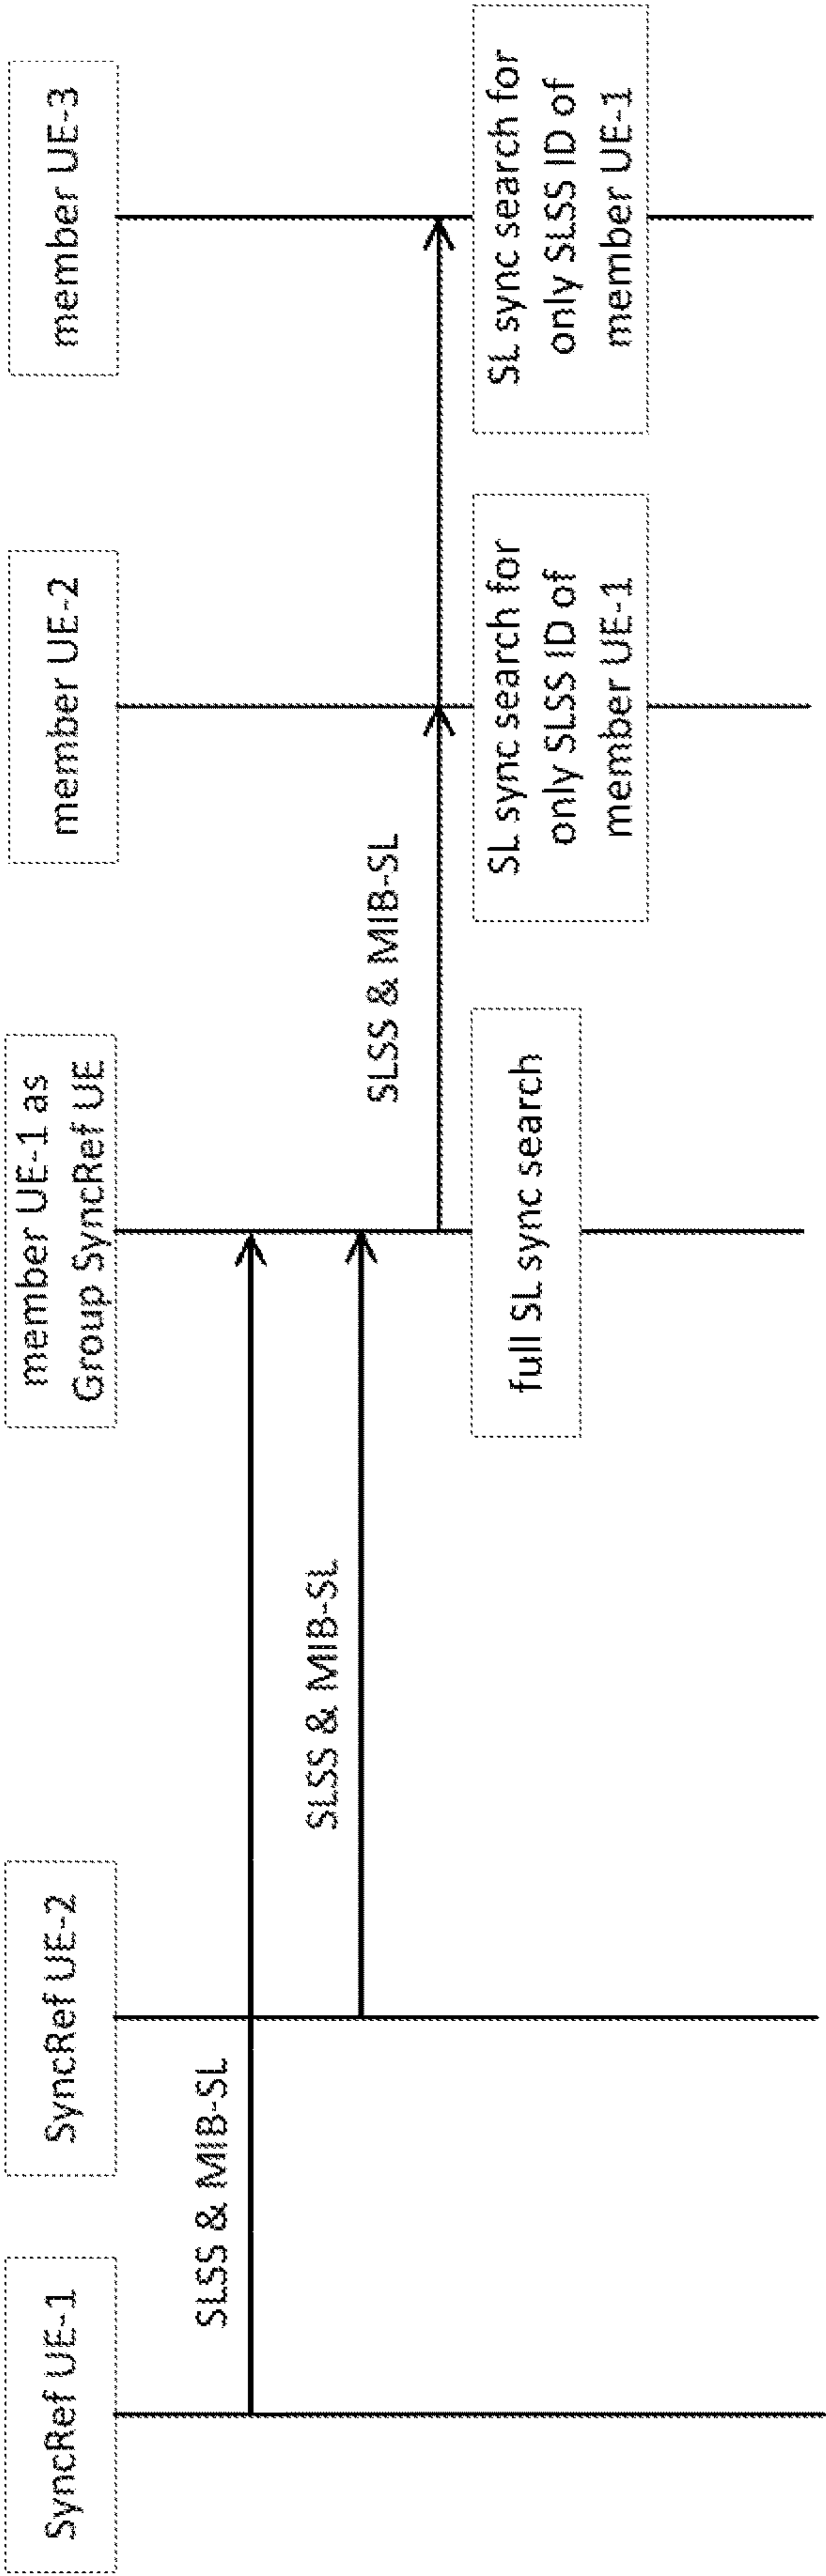 SyncRef UE-1
SyncRef UE-2
member UE-1 as
Group SyncRef UE
member UE-2
member UE-3
SLSS & MIB-SL
SLSS & MIB-SL
SLSS & MIB-SL
full SL sync search
SL sync search for
only SLSS ID of
member UE-1
SL sync search for
only SLSS ID of
member UE-1